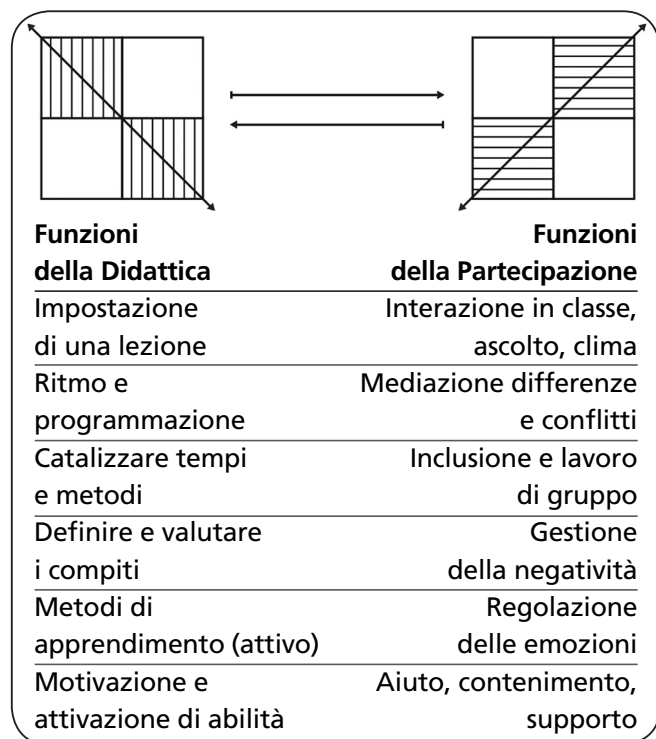 Funzioni
della Didattica
Funzioni
della Partecipazione
Impostazione
di una lezione
Interazione in classe,
ascolto, clima
Ritmo e
programmazione
Mediazione differenze
e conflitti
Catalizzare tempi
e metodi
Inclusione e lavoro
di gruppo
Definire e valutare
i compiti
Gestione
della negatività
Metodi di
apprendimento (attivo)
Regolazione
delle emozioni
Motivazione e
attivazione di abilità
Aiuto, contenimento,
supporto